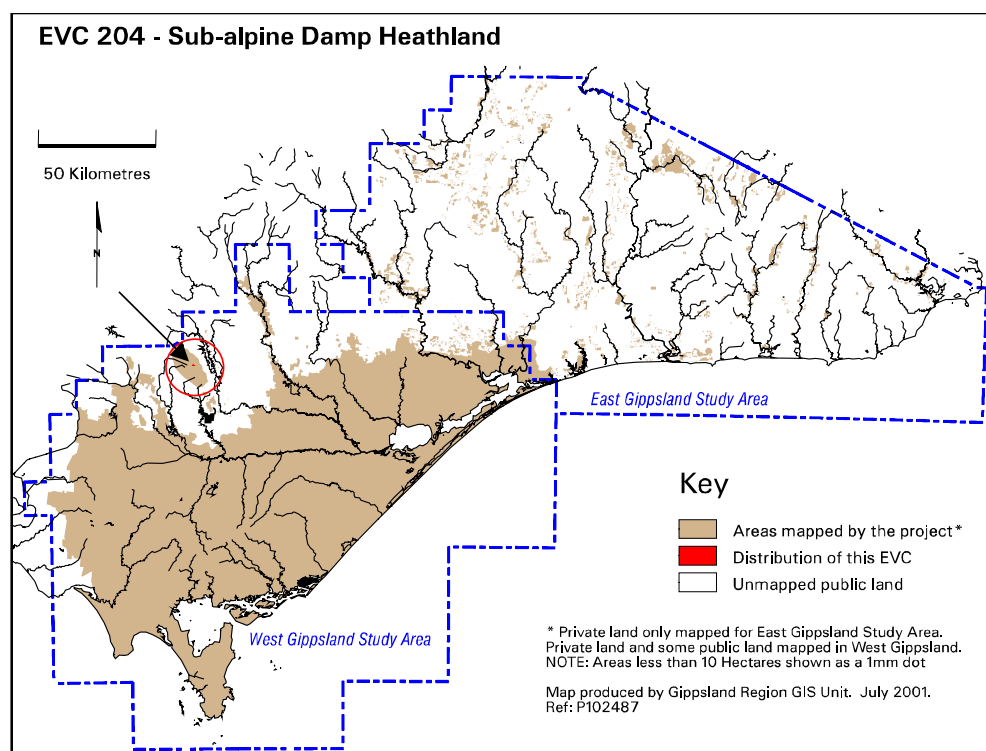 EVC 204 - Sub-alpine Damp Heathland
50 Kilometres
N
East Gippsland Study Area
West Gippsland Study Area
Key
Areas mapped by the project *
Distribution of this EVC
Unmapped public land
* Private land only mapped for East Gippsland Study Area.
Private land and some public land mapped in West Gippsland.
NOTE: Areas less than 10 Hectares shown as a 1mm dot
Map produced by Gippsland Region GIS Unit. July 2001.
Ref: P102487